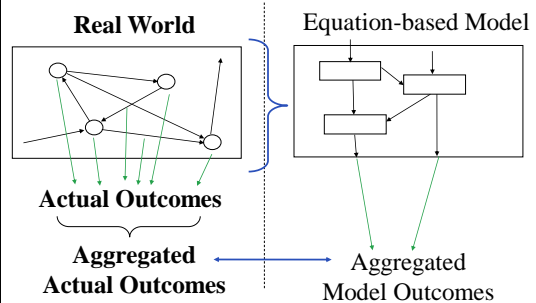 Real World
Equation-based Model
Actual Outcomes
Aggregated
Actual Outcomes
Aggregated
Model Outcomes